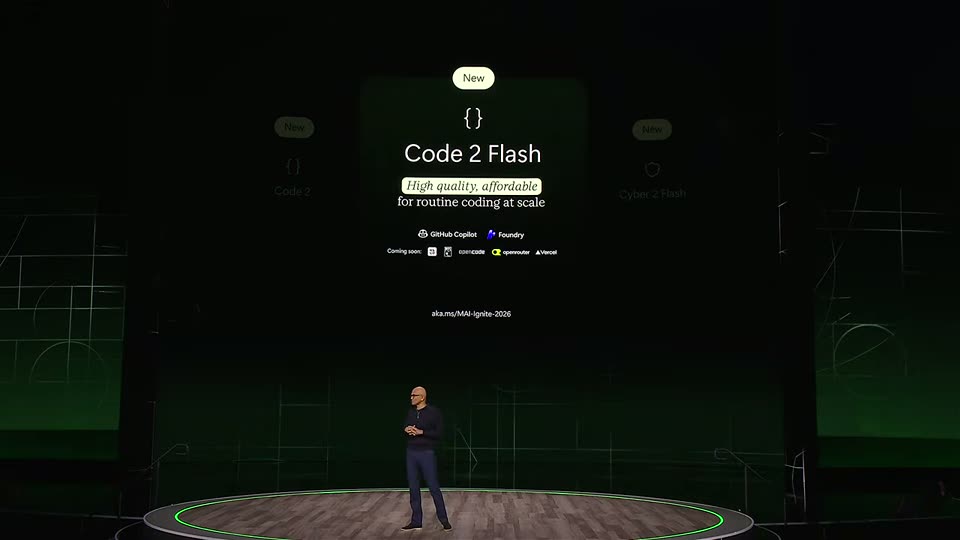 New
{}
Code 2 Flash
High quality, affordable
for routine coding at scale
GitHub Copilot Foundry
Coming soon: opencode openrouter Vercel
aka.ms/MAI-Ignite-2026
New
{}
Code 2
New
Cyber 2 Flash